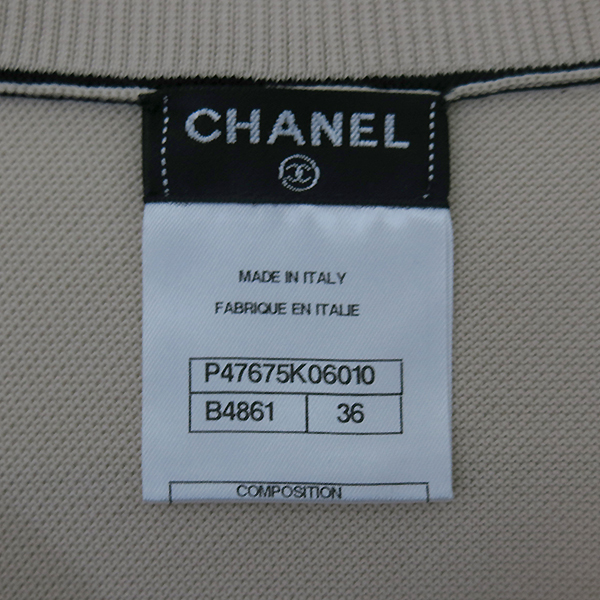 CHANEL
MADE IN ITALY
FABRIQUE EN ITALIE
P47675K06010
B4861 36
COMPOSITION